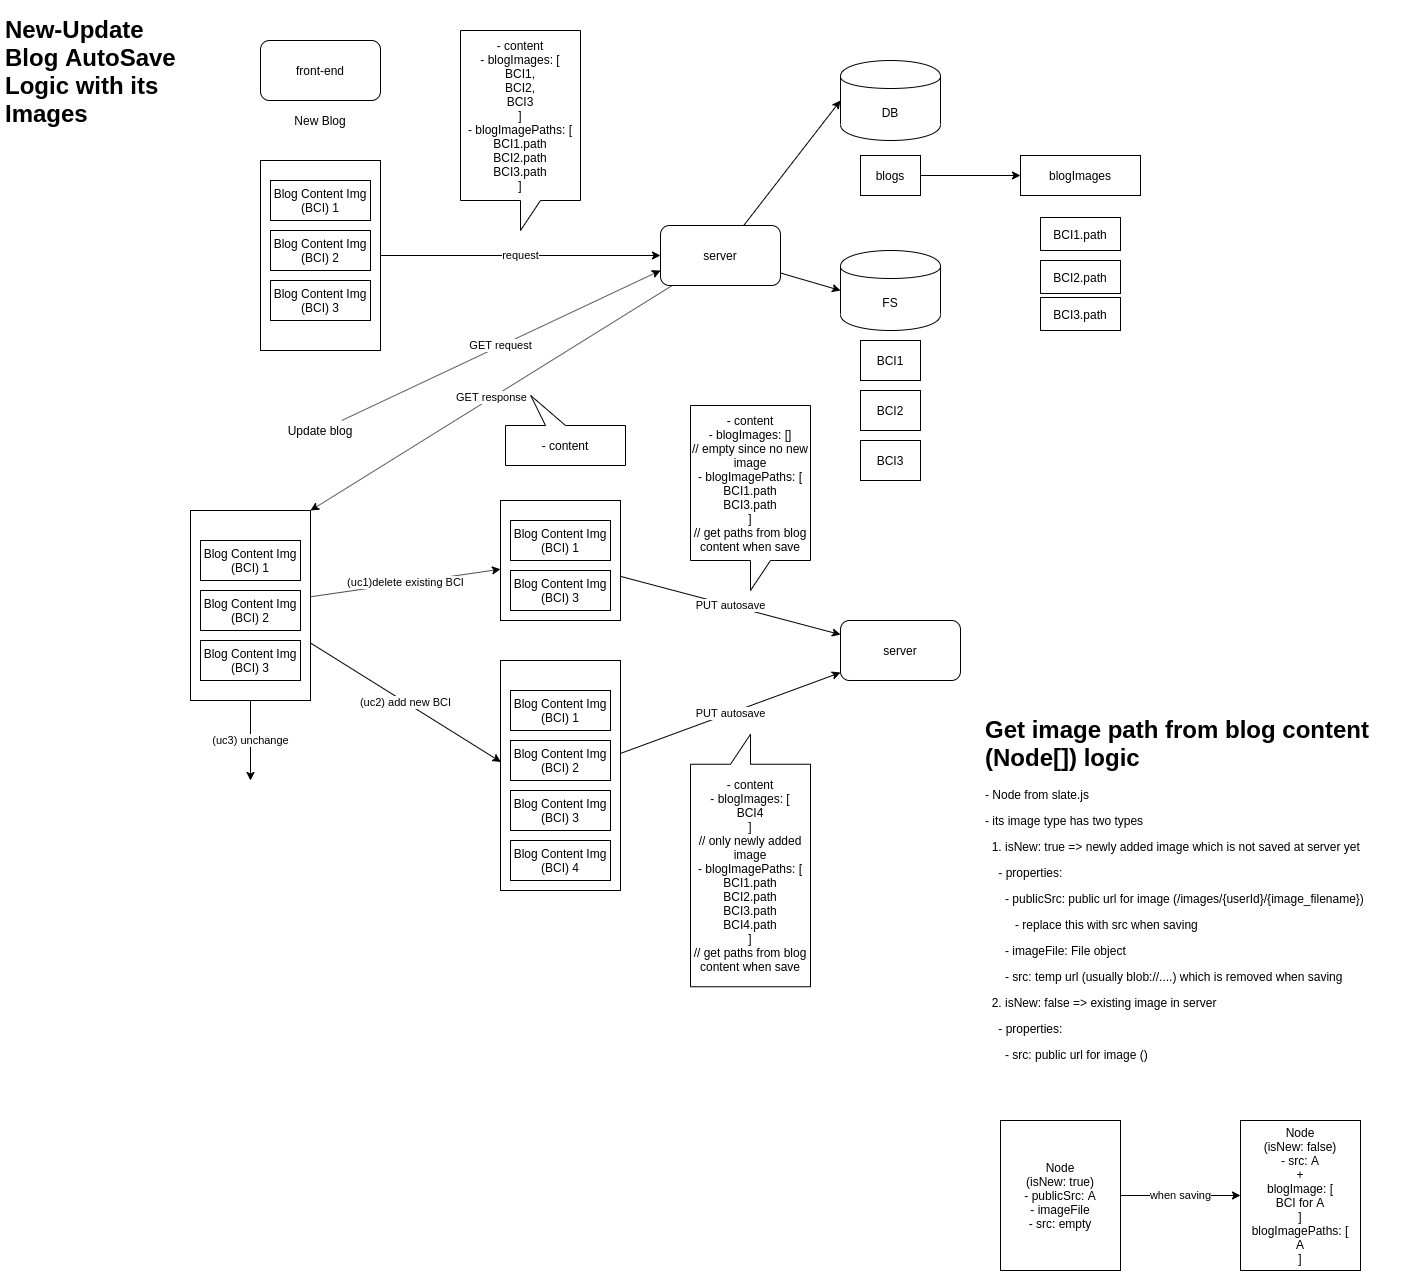 New-Update
Blog AutoSave
Logic with its
Images
front-end
New Blog
Blog Content Img
(BCI) 1
Blog Content Img
(BCI) 2
Blog Content Img
(BCI) 3
- content
- blogImages: [
BCI1,
BCI2,
BCI3
]
- blogImagePaths: [
BCI1.path
BCI2.path
BCI3.path
]
request
server
DB
blogs
blogImages
BCI1.path
BCI2.path
BCI3.path
FS
BCI1
BCI2
BCI3
GET request
GET response
Update blog
- content
Blog Content Img
(BCI) 1
Blog Content Img
(BCI) 2
Blog Content Img
(BCI) 3
(uc1)delete existing BCI
(uc2) add new BCI
(uc3) unchange
Blog Content Img
(BCI) 1
Blog Content Img
(BCI) 3
- content
- blogImages: []
// empty since no new
image
- blogImagePaths: [
BCI1.path
BCI3.path
]
// get paths from blog
content when save
PUT autosave
server
Blog Content Img
(BCI) 1
Blog Content Img
(BCI) 2
Blog Content Img
(BCI) 3
Blog Content Img
(BCI) 4
PUT autosave
- content
- blogImages: [
BCI4
]
// only newly added
image
- blogImagePaths: [
BCI1.path
BCI2.path
BCI3.path
BCI4.path
]
// get paths from blog
content when save
Get image path from blog content
(Node[]) logic
- Node from slate.js
- its image type has two types
1. isNew: true => newly added image which is not saved at server yet
- properties:
- publicSrc: public url for image (/images/{userId}/{image_filename})
- replace this with src when saving
- imageFile: File object
- src: temp url (usually blob://....) which is removed when saving
2. isNew: false => existing image in server
- properties:
- src: public url for image ()
Node
(isNew: true)
- publicSrc: A
- imageFile
- src: empty
when saving
Node
(isNew: false)
- src: A
+
blogImage: [
BCI for A
]
blogImagePaths: [
A
]